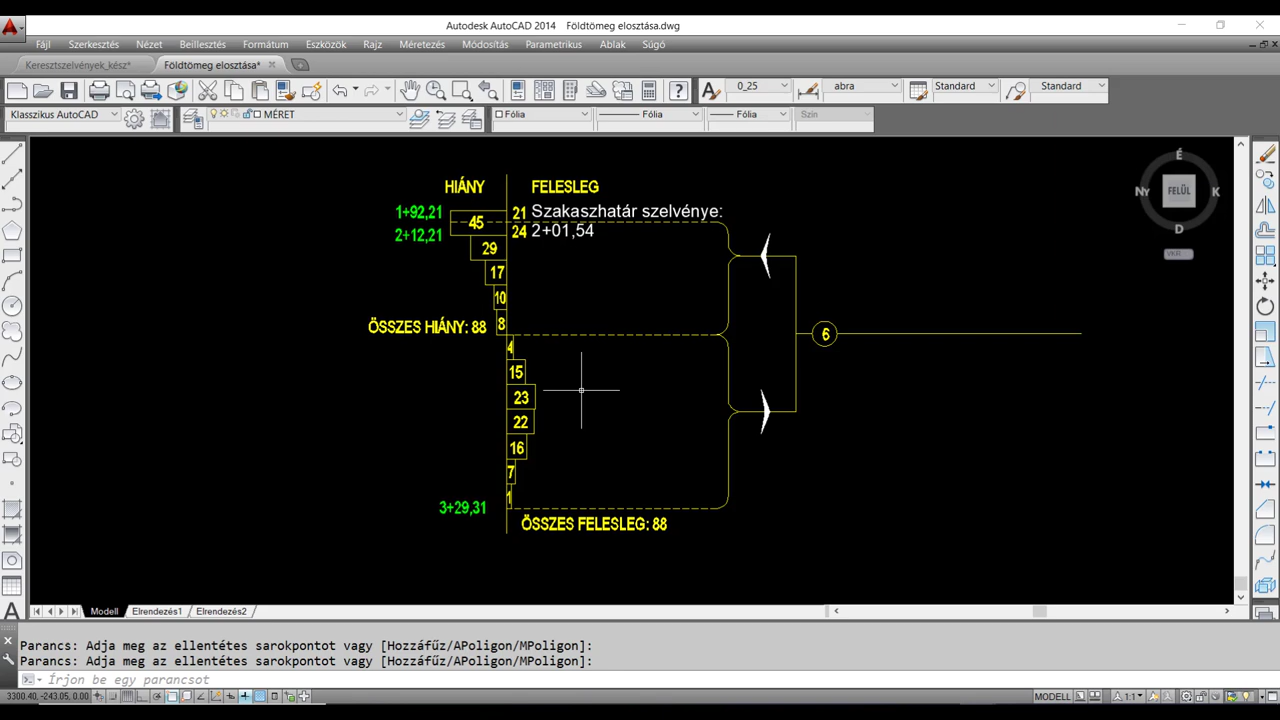 Autodesk AutoCAD 2014 Földtömeg elosztása.dwg
Fájl Szerkesztés Nézet Beillesztés Formátum Eszközök Rajz Méretezés Módosítás Parametrikus Ablak Súgó
Keresztszelvények_kész* Földtömeg elosztása*
0_25 abra Standard Standard
Klasszikus AutoCAD MÉRET Fólia Fólia Fólia Szín
HIÁNY FELESLEG
1+92,21 21 Szakaszhatár szelvénye:
45
2+12,21 24 2+01,54
29
17
10
ÖSSZES HIÁNY: 88 8
6
4
15
23
22
16
7
3+29,31 1
ÖSSZES FELESLEG: 88
É
NY FELÜL K
D
VKR
Modell Elrendezés1 Elrendezés2
Parancs: Adja meg az ellentétes sarokpontot vagy [Hozzáfűz/APoligon/MPoligon]:
Parancs: Adja meg az ellentétes sarokpontot vagy [Hozzáfűz/APoligon/MPoligon]:
Írjon be egy parancsot
3300.40, -243.05, 0.00 MODELL 1:1